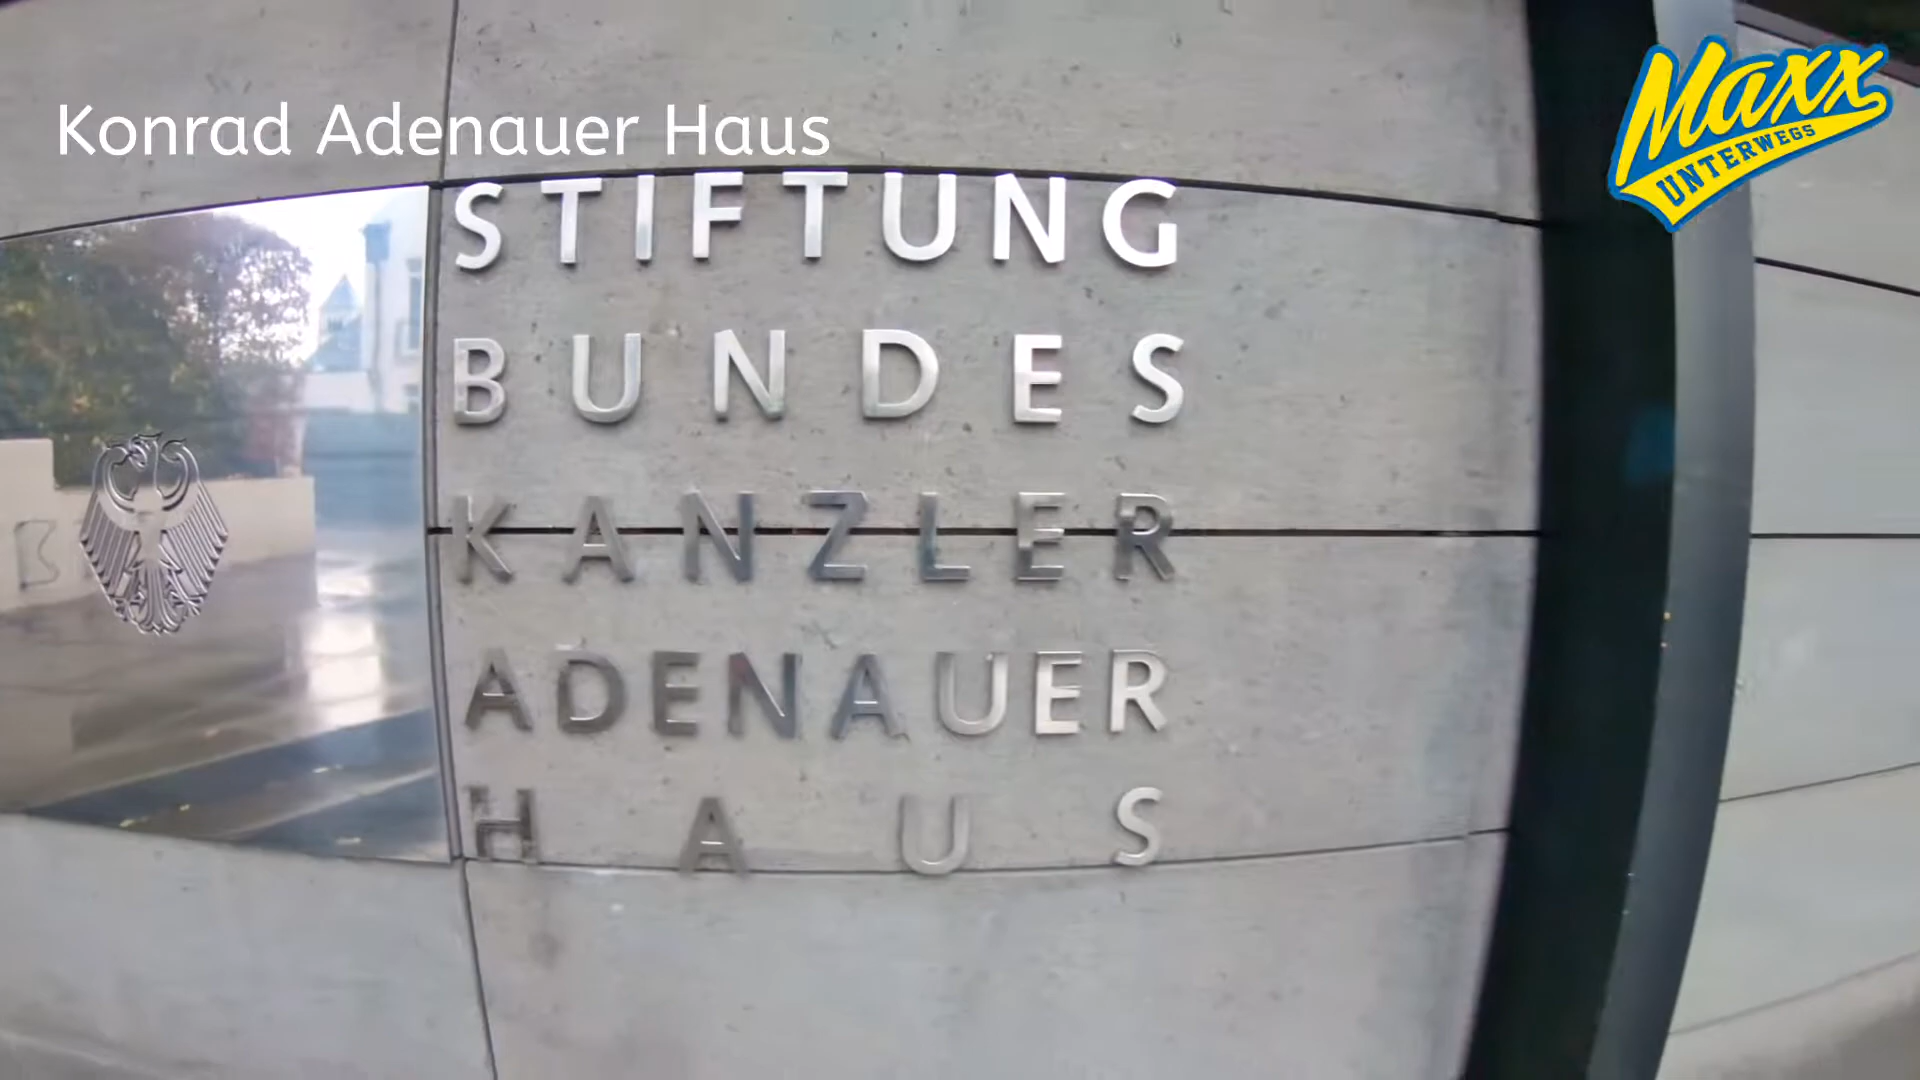 Konrad Adenauer Haus
Maxx
UNTERWEGS
STIFTUNG
BUNDES
KANZLER
ADENAUER
HAUS